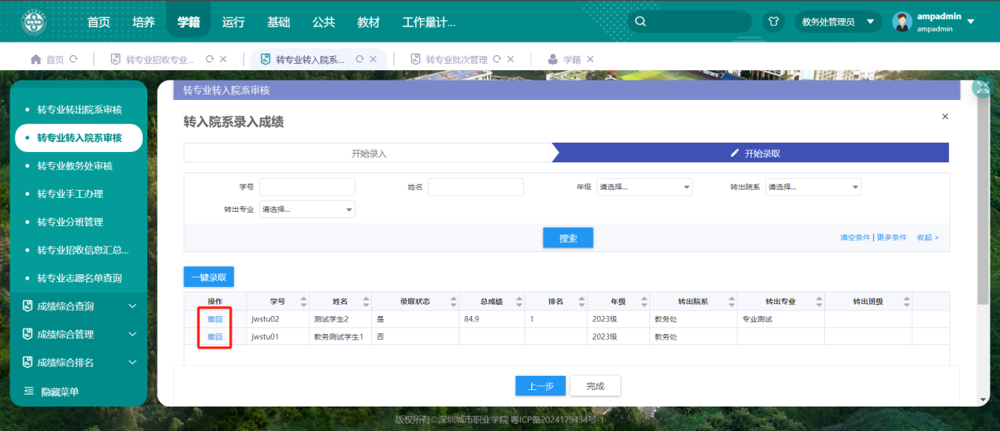 首页 培养 学籍 运行 基础 公共 教材 工作量计... 教务处管理员 ampadmin
ampadmin
首页 转专业招收专业... 转专业转入院系... 转专业批次管理 学籍
转专业转出院系审核
转专业转入院系审核
转专业教务处审核
转专业手工办理
转专业分班管理
转专业招收信息汇总...
转专业志愿名单查询
成绩综合查询
成绩综合管理
成绩综合排名
隐藏菜单
转专业转入院系审核
转入院系录入成绩
开始录入 开始录取
学号 姓名 年级 请选择... 转出院系 请选择...
转出专业 请选择...
搜索 清空条件 | 更多条件 收起 >
一键录取
操作 学号 姓名 录取状态 总成绩 排名 年级 转出院系 转出专业 转出班级
撤回 jwstu02 测试学生2 是 84.9 1 2023级 教务处 专业测试
撤回 jwstu01 教务测试学生1 否 2023级 教务处
上一步 完成
版权所有©深圳城市职业学院 粤ICP备2024179434号-1